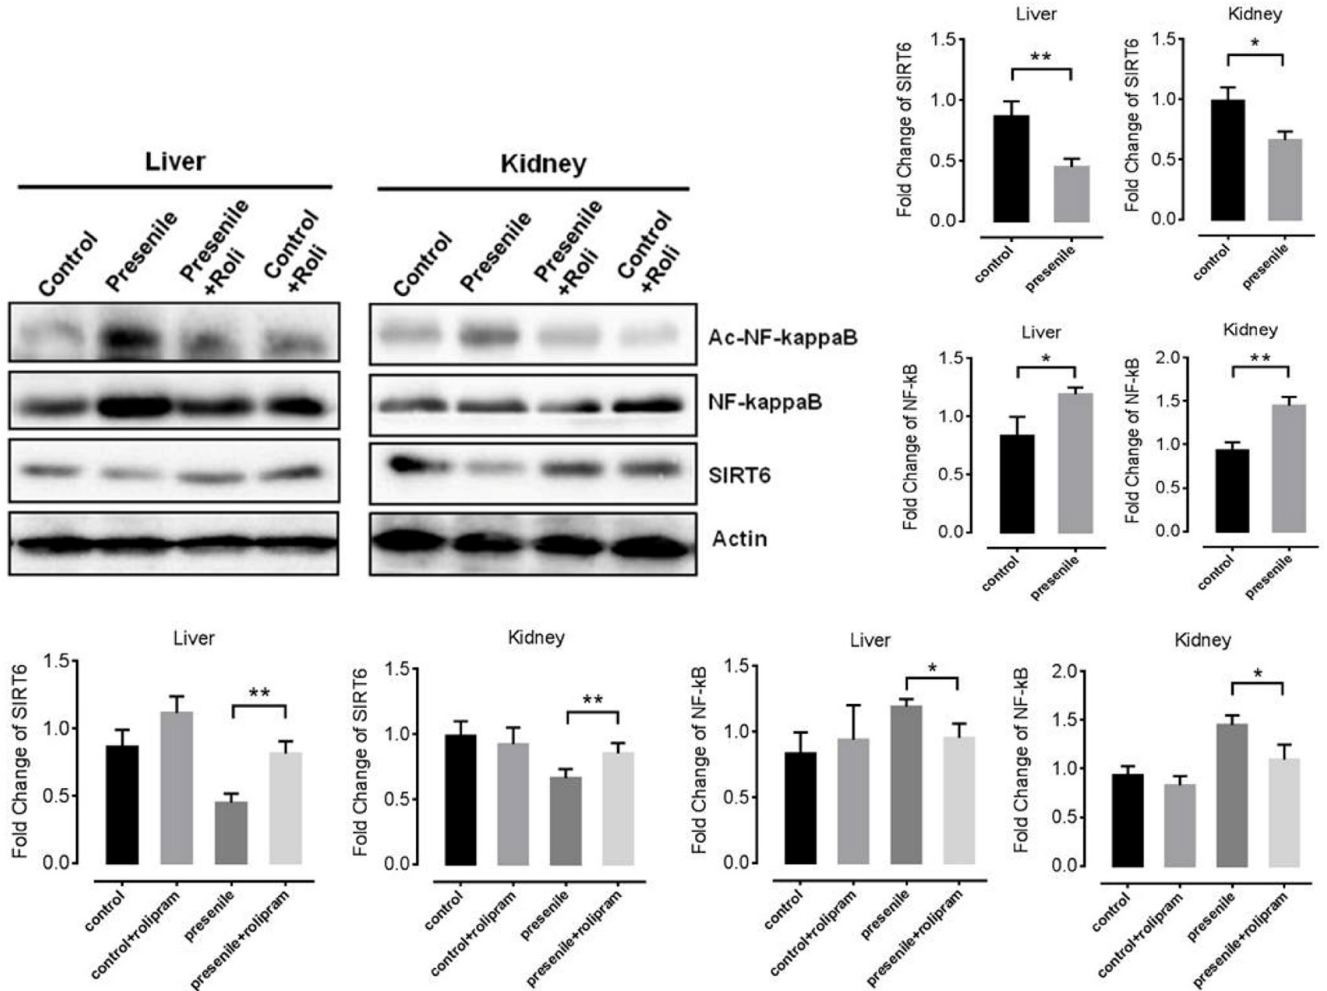 Liver
Kidney
Control
Presenile
Presenile
+Roli
Control
+Roli
Control
Presenile
Presenile
+Roli
Control
+Roli
Ac-NF-kappaB
NF-kappaB
SIRT6
Actin
Liver
Fold Change of SIRT6
1.5
1.0
0.5
0.0
**
control
presenile
Kidney
Fold Change of SIRT6
1.5
1.0
0.5
0.0
*
control
presenile
Liver
Fold Change of NF-kB
1.5
1.0
0.5
0.0
*
control
presenile
Kidney
Fold Change of NF-kB
2.0
1.5
1.0
0.5
0.0
**
control
presenile
Liver
Fold Change of SIRT6
1.5
1.0
0.5
0.0
**
control
control+rolipram
presenile
presenile+rolipram
Kidney
Fold Change of SIRT6
1.5
1.0
0.5
0.0
**
control
control+rolipram
presenile
presenile+rolipram
Liver
Fold Change of NF-kB
1.5
1.0
0.5
0.0
*
control
control+rolipram
presenile
presenile+rolipram
Kidney
Fold Change of NF-kB
2.0
1.5
1.0
0.5
0.0
*
control
control+rolipram
presenile
presenile+rolipram